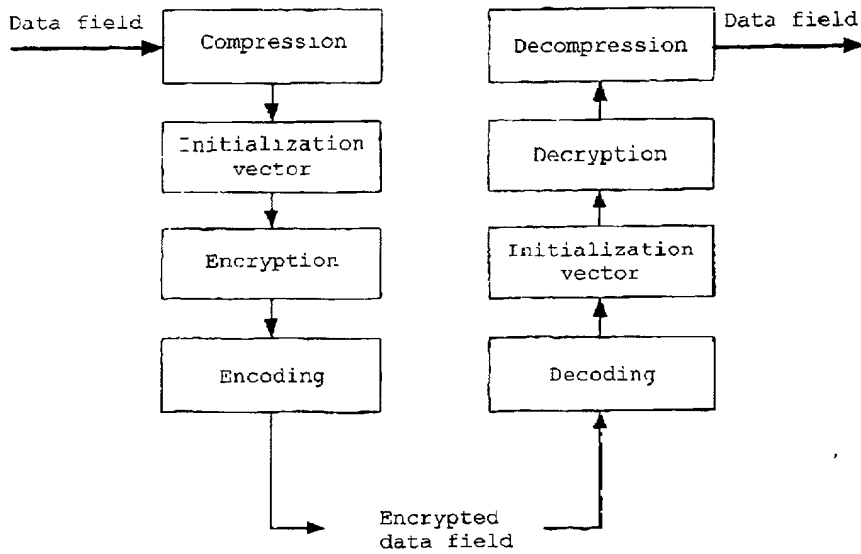 Data field
Compression
Initialization
vector
Encryption
Encoding
Encrypted
data field
Decoding
Initialization
vector
Decryption
Decompression
Data field